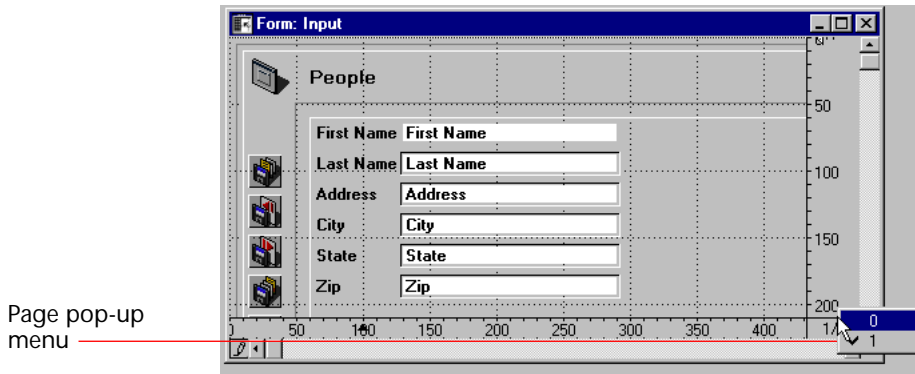 Form: Input
People
50
First Name First Name
Last Name Last Name
100
Address Address
City City
150
State State
Zip Zip
200
Page pop-up
menu
50 100 150 200 250 300 350 400 1/
0
1